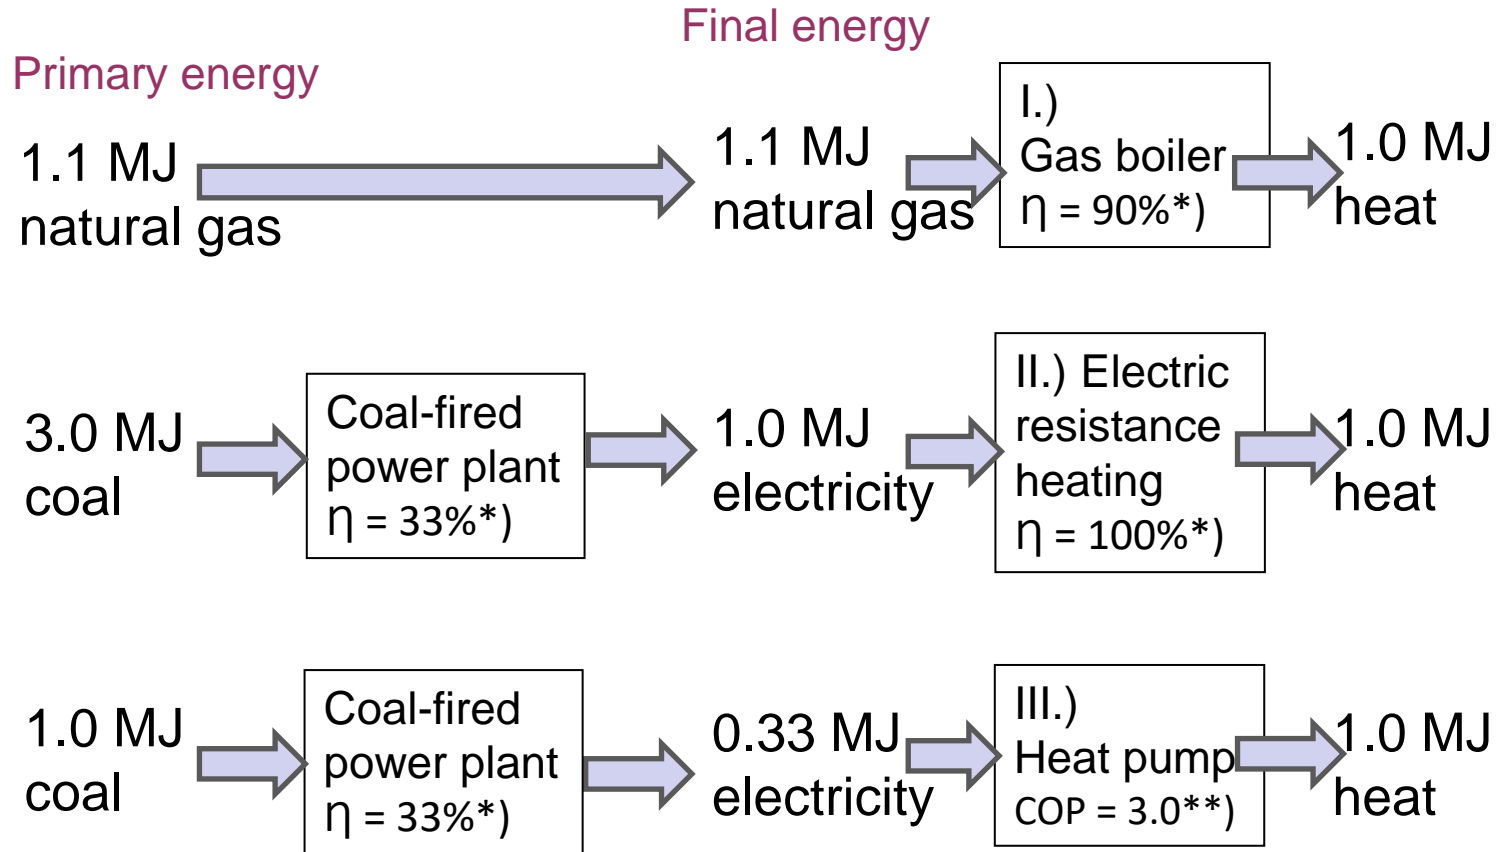 Final energy
Primary energy
1.1 MJ
natural gas
1.1 MJ
natural gas
I.)
Gas boiler
η = 90%*)
1.0 MJ
heat
3.0 MJ
coal
Coal-fired
power plant
η = 33%*)
1.0 MJ
electricity
II.) Electric
resistance
heating
η = 100%*)
1.0 MJ
heat
1.0 MJ
coal
Coal-fired
power plant
η = 33%*)
0.33 MJ
electricity
III.)
Heat pump
COP = 3.0**)
1.0 MJ
heat